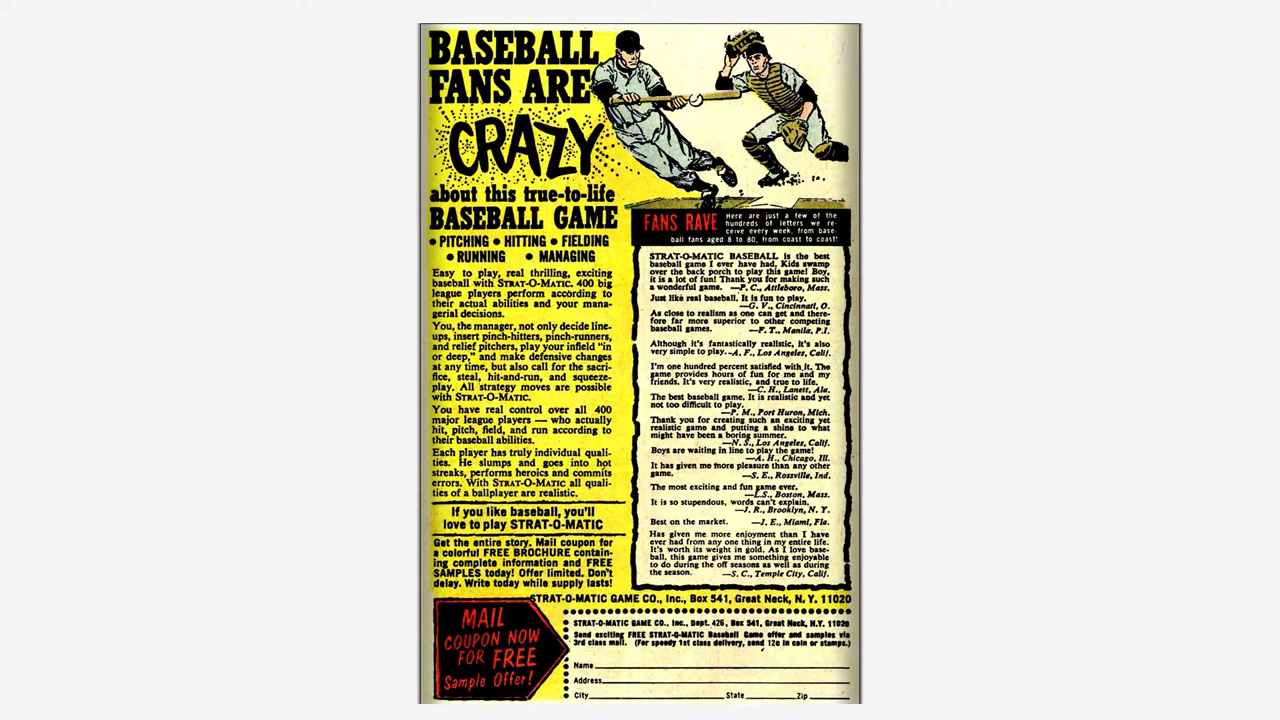 BASEBALL
FANS ARE
CRAZY
about this true-to-life
BASEBALL GAME
• PITCHING • HITTING • FIELDING
• RUNNING • MANAGING
Easy to play, real thrilling, exciting
baseball with STRAT-O-MATIC. 400 big
league players perform according to
their actual abilities and your mana-
gerial decisions.
You, the manager, not only decide line-
ups, insert pinch-hitters, pinch-runners,
and relief pitchers, play your infield "in
or deep," and make defensive changes
at any time, but also call for the sacri-
fice, steal, hit-and-run, and squeeze-
play. All strategy moves are possible
with STRAT-O-MATIC.
You have real control over all 400
major league players — who actually
hit, pitch, field, and run according to
their baseball abilities.
Each player has truly individual quali-
ties. He slumps and goes into hot
streaks, performs heroics and commits
errors. With STRAT-O-MATIC all quali-
ties of a ballplayer are realistic.
If you like baseball, you'll
love to play STRAT-O-MATIC
Get the entire story. Mail coupon for
a colorful FREE BROCHURE contain-
ing complete information and FREE
SAMPLES today! Offer limited. Don't
delay. Write today while supply lasts!
FANS RAVE
Here are just a few of the
hundreds of letters we re-
ceive every week, from base-
ball fans aged 8 to 80, from coast to coast!
STRAT-O-MATIC BASEBALL is the best
baseball game I ever have had. Kids swamp
over the back porch to play this game! Boy,
it is a lot of fun! Thank you for making such
a wonderful game. —P. C., Attleboro, Mass.
Just like real baseball. It is fun to play.
—G. V., Cincinnati, O.
As close to realism as one can get and there-
fore far more superior to other competing
baseball games. —F. T., Manila, P.I.
Although it's fantastically realistic, it's also
very simple to play. -A. F., Los Angeles, Calif.
I'm one hundred percent satisfied with it. The
game provides hours of fun for me and my
friends. It's very realistic, and true to life.
—C. H., Lanett, Ala.
The best baseball game. It is realistic and yet
not too difficult to play.
—P. M., Port Huron, Mich.
Thank you for creating such an exciting yet
realistic game and putting a shine to what
might have been a boring summer.
—N. S., Los Angeles, Calif.
Boys are waiting in line to play the game!
—A. H., Chicago, Ill.
It has given me more pleasure than any other
game. —S. E., Rossville, Ind.
The most exciting and fun game ever.
—L.S., Boston, Mass.
It is so stupendous, words can't explain.
—J. R., Brooklyn, N. Y.
Best on the market. —J. E., Miami, Fla.
Has given me more enjoyment than I have
ever had from any one thing in my entire life.
It's worth its weight in gold. As I love base-
ball, this game gives me something enjoyable
to do during the off seasons as well as during
the season. —S. C., Temple City, Calif.
STRAT-O-MATIC GAME CO., Inc., Box 541, Great Neck, N. Y. 11020
MAIL
COUPON NOW
FOR FREE
Sample Offer!
STRAT-O-MATIC GAME CO., Inc., Dept. 426, Box 541, Great Neck, N.Y. 11020
Send exciting FREE STRAT-O-MATIC Baseball Game offer and samples via
3rd class mail. (For speedy 1st class delivery, send 12¢ in coin or stamps.)
Name
Address
City State Zip